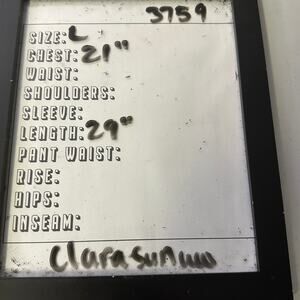 3759
SIZE: L
CHEST: 21"
WAIST:
SHOULDERS:
SLEEVE:
LENGTH: 29"
PANT WAIST:
RISE:
HIPS:
INSEAM: